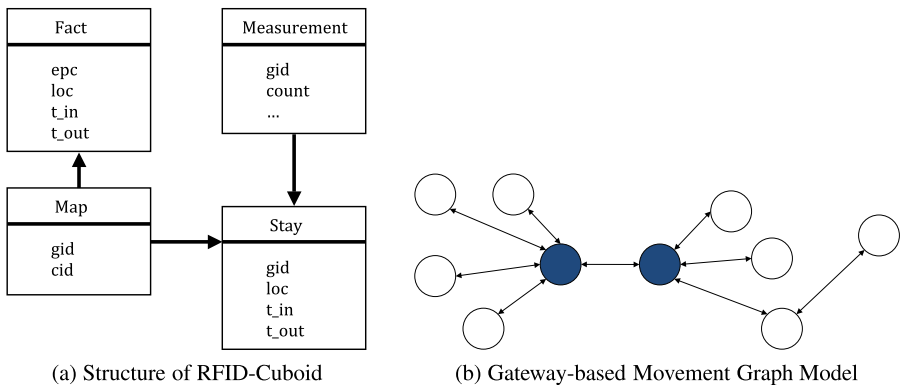 Fact
epc
loc
t_in
t_out
Measurement
gid
count
...
Map
gid
cid
Stay
gid
loc
t_in
t_out
(a) Structure of RFID-Cuboid
(b) Gateway-based Movement Graph Model